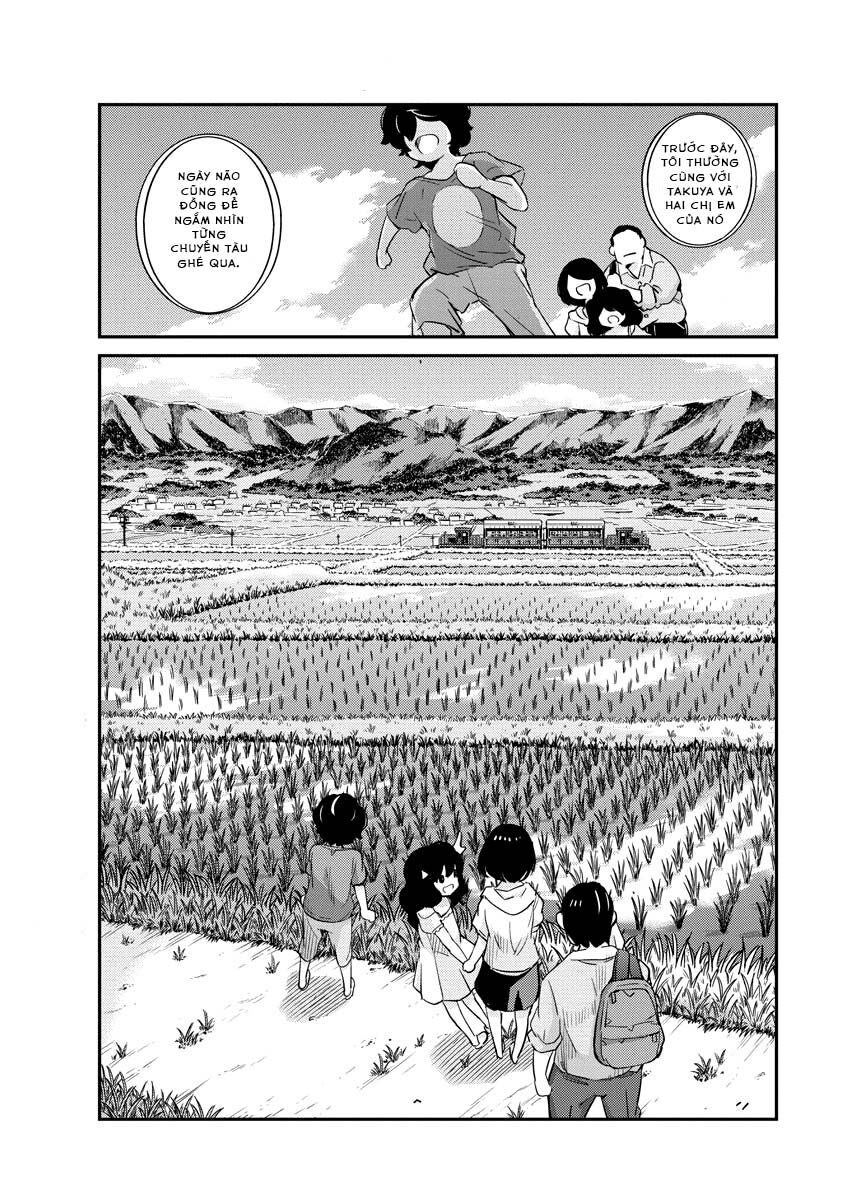 TRƯỚC ĐÂY,
TÔI THƯỜNG
CÙNG VỚI
TAKUYA VÀ
HAI CHỊ EM
CỦA NÓ
NGÀY NÃO
CŨNG RA
ĐỒNG ĐỂ
NGẮM NHÌN
TỪNG
CHUYẾN TÀU
GHÉ QUA.